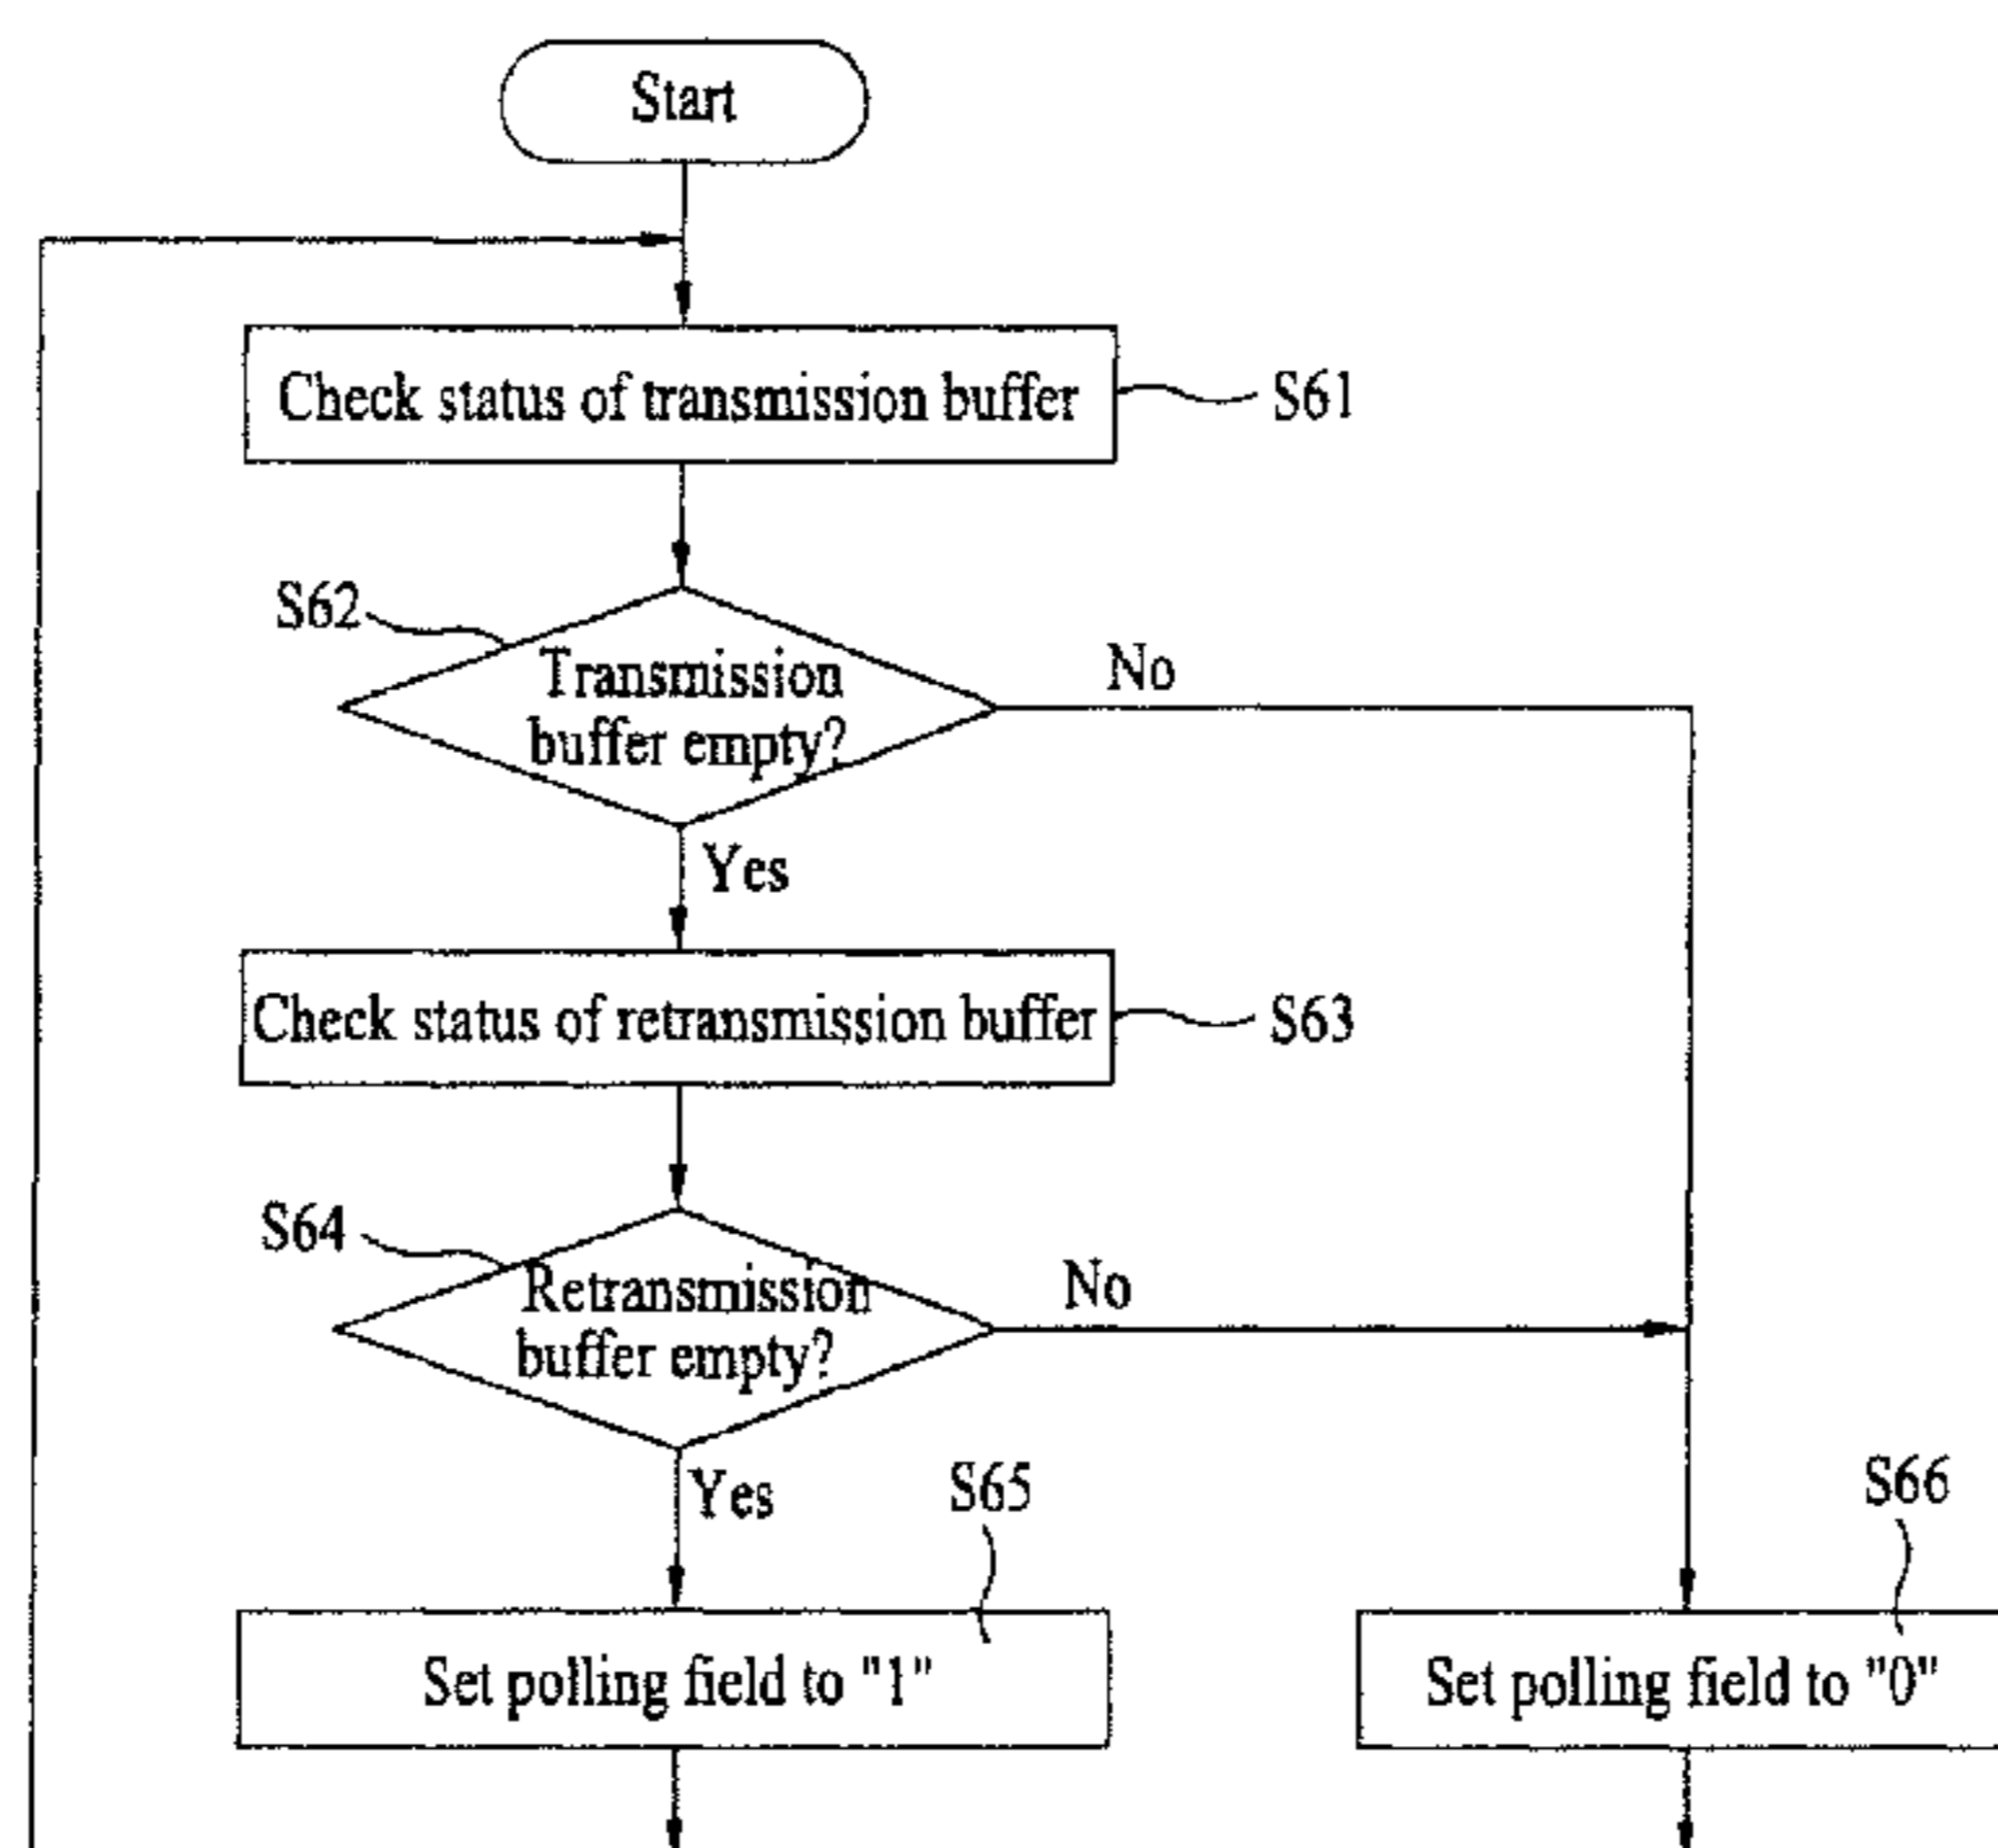 Start
Check status of transmission buffer
S61
S62
Transmission
buffer empty?
No
Yes
Check status of retransmission buffer
S63
S64
Retransmission
buffer empty?
No
Yes
S65
S66
Set polling field to "1"
Set polling field to "0"